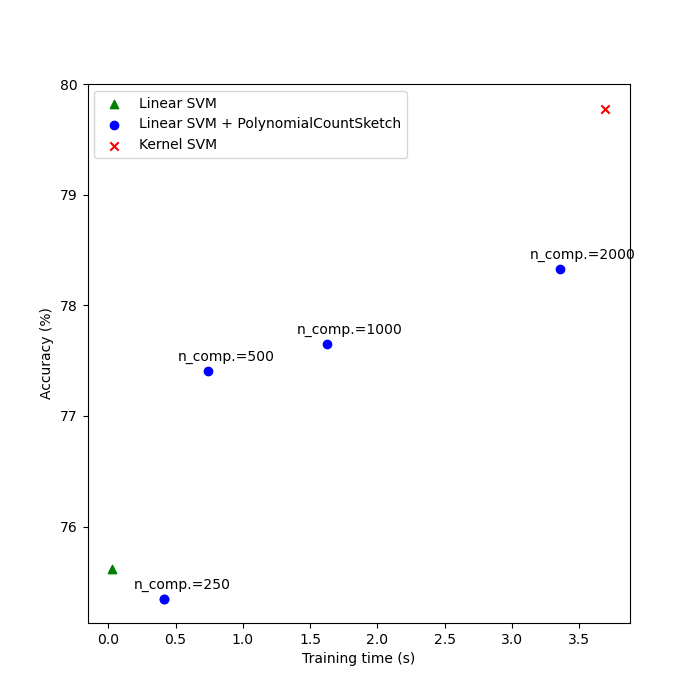 80
79
78
77
76
Accuracy (%)
Linear SVM
Linear SVM + PolynomialCountSketch
Kernel SVM
n_comp.=2000
n_comp.=1000
n_comp.=500
n_comp.=250
0.0 0.5 1.0 1.5 2.0 2.5 3.0 3.5
Training time (s)